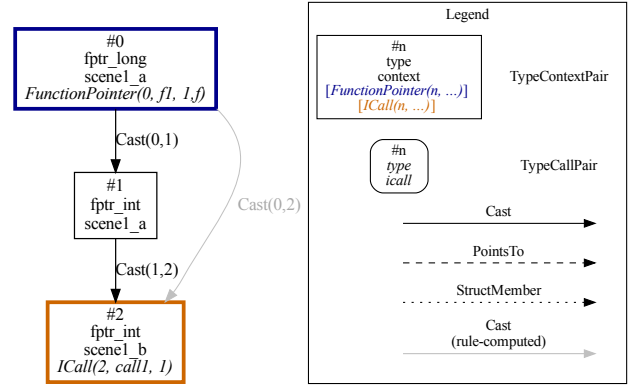 #0
fptr_long
scene1_a
FunctionPointer(0, f1, 1,f)
Cast(0,1)
#1
fptr_int
scene1_a
Cast(0,2)
Cast(1,2)
#2
fptr_int
scene1_b
ICall(2, call1, 1)
Legend
#n
type
context
[FunctionPointer(n, ...)]
[ICall(n, ...)]
TypeContextPair
#n
type
icall
TypeCallPair
Cast
PointsTo
StructMember
Cast
(rule-computed)